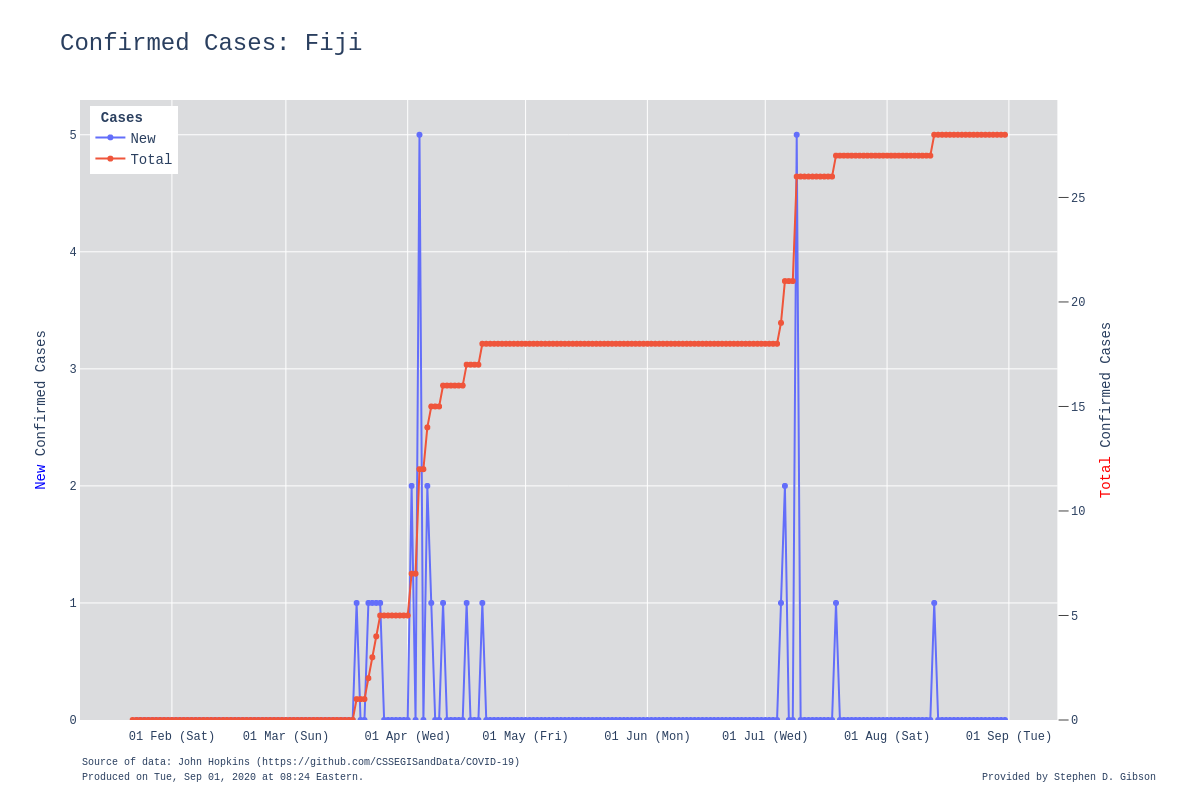 Confirmed Cases: Fiji
Cases
New
Total
5
4
3
2
1
0
25
20
15
10
5
0
New Confirmed Cases
Total Confirmed Cases
01 Feb (Sat)
01 Mar (Sun)
01 Apr (Wed)
01 May (Fri)
01 Jun (Mon)
01 Jul (Wed)
01 Aug (Sat)
01 Sep (Tue)
Source of data: John Hopkins (https://github.com/CSSEGISandData/COVID-19)
Produced on Tue, Sep 01, 2020 at 08:24 Eastern.
Provided by Stephen D. Gibson